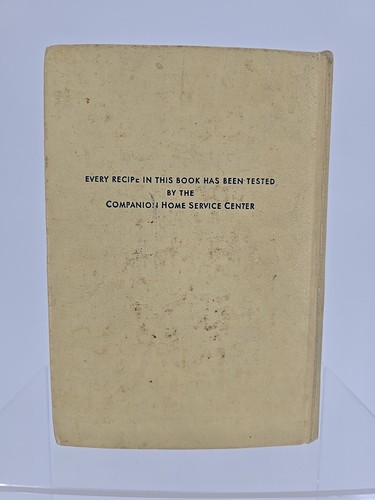 EVERY RECIPE IN THIS BOOK HAS BEEN TESTED
BY THE
COMPANION HOME SERVICE CENTER